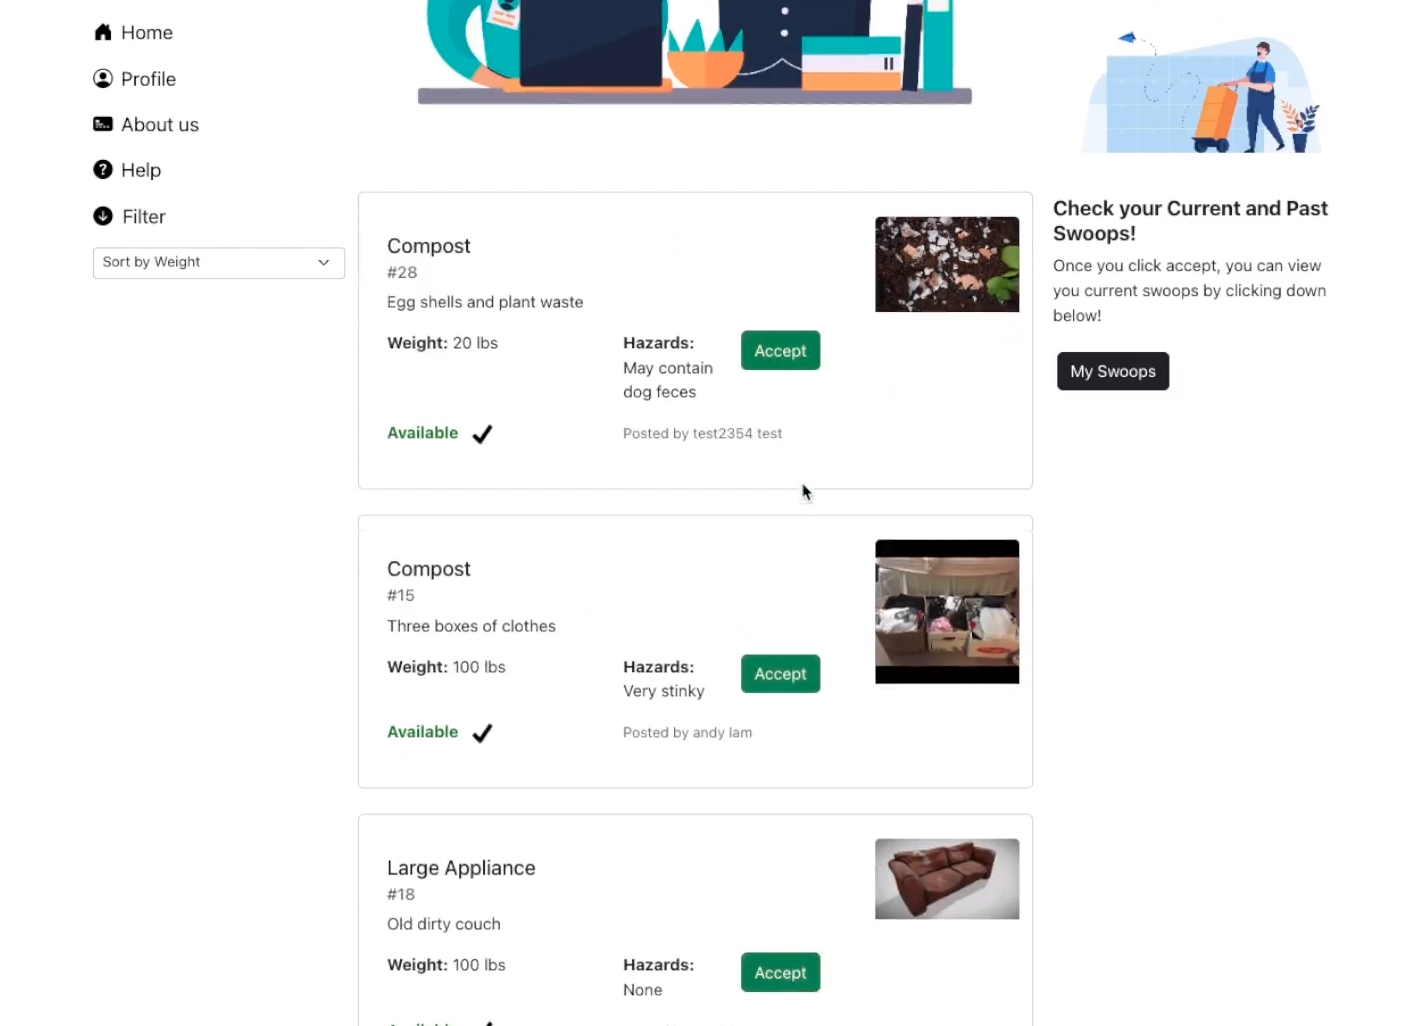 Home
Profile
About us
Help
Filter
Sort by Weight
Compost
#28
Egg shells and plant waste
Weight: 20 lbs
Hazards:
May contain
dog feces
Accept
Available
Posted by test2354 test
Compost
#15
Three boxes of clothes
Weight: 100 lbs
Hazards:
Very stinky
Accept
Available
Posted by andy lam
Large Appliance
#18
Old dirty couch
Weight: 100 lbs
Hazards:
None
Accept
Check your Current and Past
Swoops!
Once you click accept, you can view
you current swoops by clicking down
below!
My Swoops